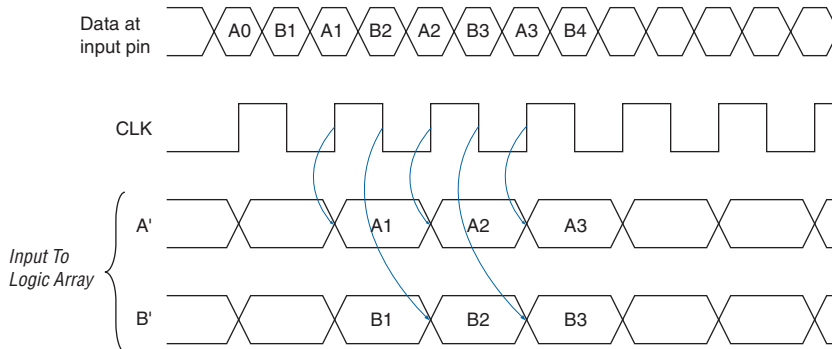 Data at
input pin
A0 B1 A1 B2 A2 B3 A3 B4
CLK
Input To
Logic Array
A'
A1 A2 A3
B'
B1 B2 B3